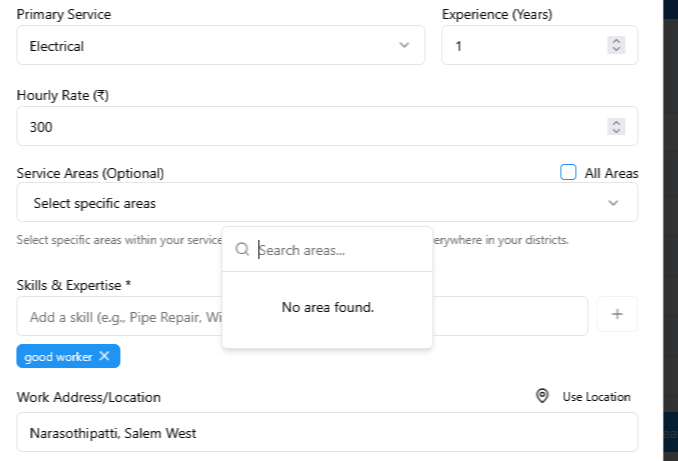 Primary Service
Experience (Years)
Electrical
1
Hourly Rate (₹)
300
Service Areas (Optional)
All Areas
Select specific areas
Select specific areas within your service
erywhere in your districts.
Search areas...
No area found.
Skills & Expertise *
Add a skill (e.g., Pipe Repair, Wi
+
good worker ×
Work Address/Location
Use Location
Narasothipatti, Salem West